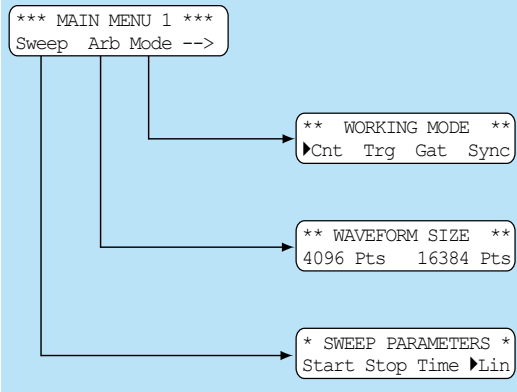 *** MAIN MENU 1 ***
Sweep Arb Mode -->
** WORKING MODE **
▶Cnt Trg Gat Sync
** WAVEFORM SIZE **
4096 Pts 16384 Pts
* SWEEP PARAMETERS *
Start Stop Time ▶Lin